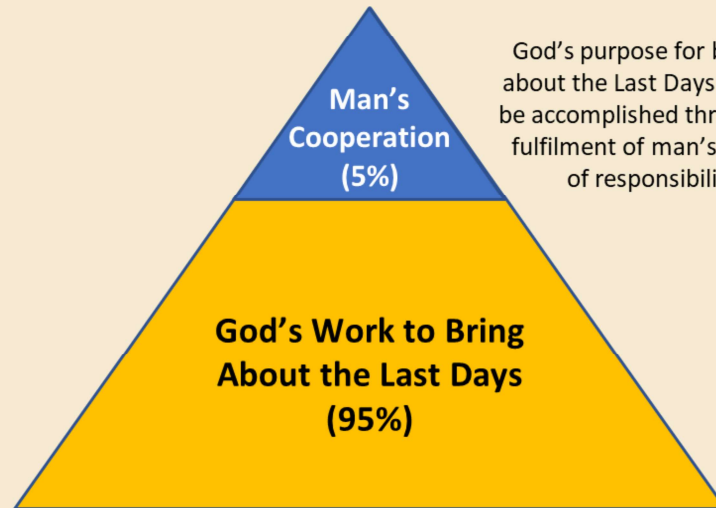 God's purpose for
about the Last Days
be accomplished
fulfilment of man's
of
Man's
Cooperation
(5%)
God's Work to Bring
About the Last Days
(95%)